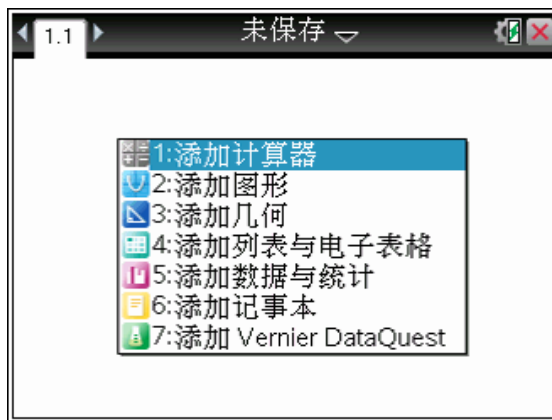 1.1 未保存
1:添加计算器
2:添加图形
3:添加几何
4:添加列表与电子表格
5:添加数据与统计
6:添加记事本
7:添加 Vernier DataQuest